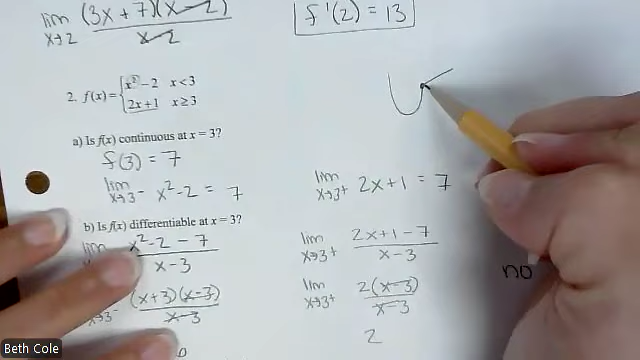 lim x→2 (3x + 7)(x-2) / x-2
f'(2) = 13
2. f(x) = { x² – 2 x < 3
2x + 1 x ≥ 3
a) Is f(x) continuous at x = 3?
f(3) = 7
lim x→3⁻ x² - 2 = 7
lim x→3⁺ 2x + 1 = 7
b) Is f(x) differentiable at x = 3?
lim x² - 2 - 7 / x - 3
lim x→3⁺ 2x + 1 - 7 / x - 3
x→3⁻ (x + 3)(x - 3) / x - 3
lim x→3⁺ 2(x - 3) / x - 3
no
2
Beth Cole